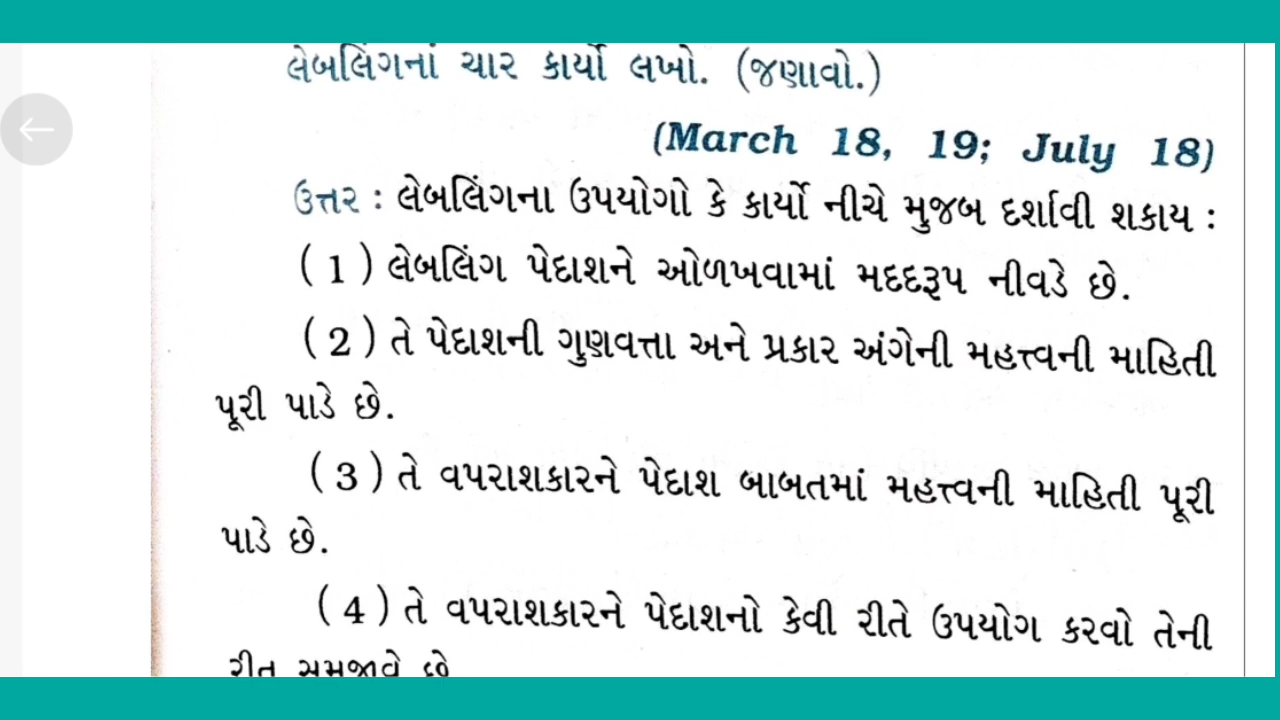 લેબલિંગનાં ચાર કાર્યો લખો. (જણાવો.)
(March 18, 19; July 18)
ઉત્તર : લેબલિંગના ઉપયોગો કે કાર્યો નીચે મુજબ દર્શાવી શકાય :
(1) લેબલિંગ પેદાશને ઓળખવામાં મદદરૂપ નીવડે છે.
(2) તે પેદાશની ગુણવત્તા અને પ્રકાર અંગેની મહત્ત્વની માહિતી
પૂરી પાડે છે.
(3) તે વપરાશકારને પેદાશ બાબતમાં મહત્ત્વની માહિતી પૂરી
પાડે છે.
(4) તે વપરાશકારને પેદાશનો કેવી રીતે ઉપયોગ કરવો તેની
રીત સમજાવે છે